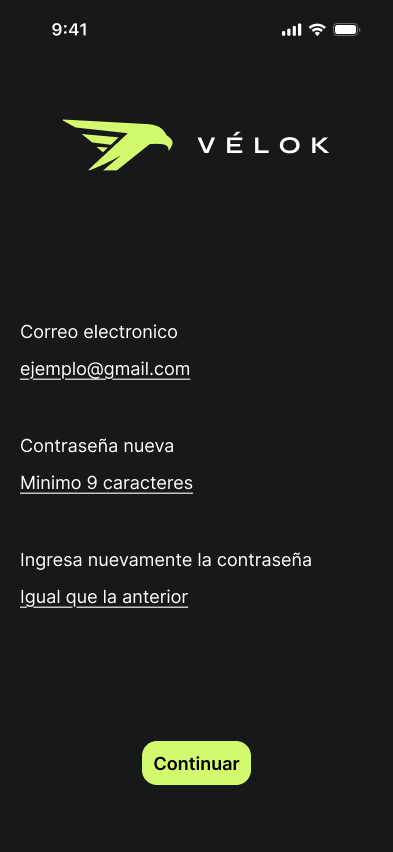 9:41
VÉLOK
Correo electronico
ejemplo@gmail.com
Contraseña nueva
Minimo 9 caracteres
Ingresa nuevamente la contraseña
Igual que la anterior
Continuar